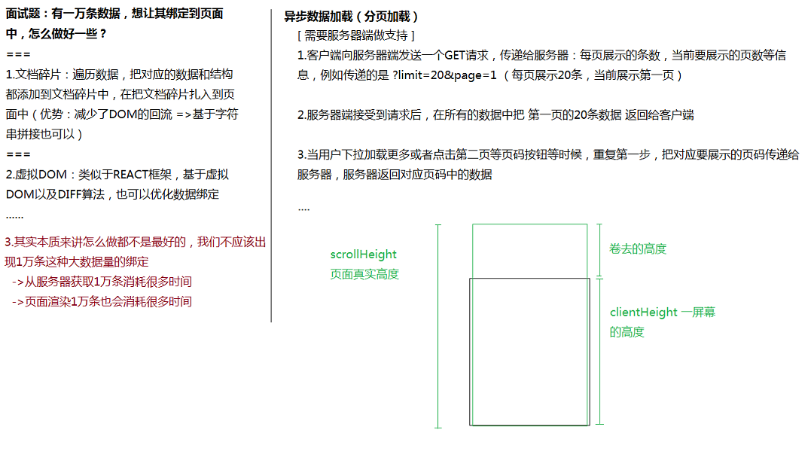 面试题：有一万条数据，想让其绑定到页面
中，怎么做好一些？
===
1.文档碎片：遍历数据，把对应的数据和结构
都添加到文档碎片中，在把文档碎片扎入到页
面中（优势：减少了DOM的回流 =>基于字符
串拼接也可以）
===
2.虚拟DOM：类似于REACT框架，基于虚拟
DOM以及DIFF算法，也可以优化数据绑定
......
3.其实本质来讲怎么做都不是最好的，我们不应该出
现1万条这种大数据量的绑定
->从服务器获取1万条消耗很多时间
->页面渲染1万条也会消耗很多时间
异步数据加载（分页加载）
[ 需要服务器端做支持 ]
1.客户端向服务器端发送一个GET请求，传递给服务器：每页展示的条数，当前要展示的页数等信
息，例如传递的是 ?limit=20&page=1 （每页展示20条，当前展示第一页）
2.服务器端接受到请求后，在所有的数据中把 第一页的20条数据 返回给客户端
3.当用户下拉加载更多或者点击第二页等页码按钮等时候，重复第一步，把对应要展示的页码传递给
服务器，服务器返回对应页码中的数据
....
scrollHeight
页面真实高度
卷去的高度
clientHeight 一屏幕
的高度